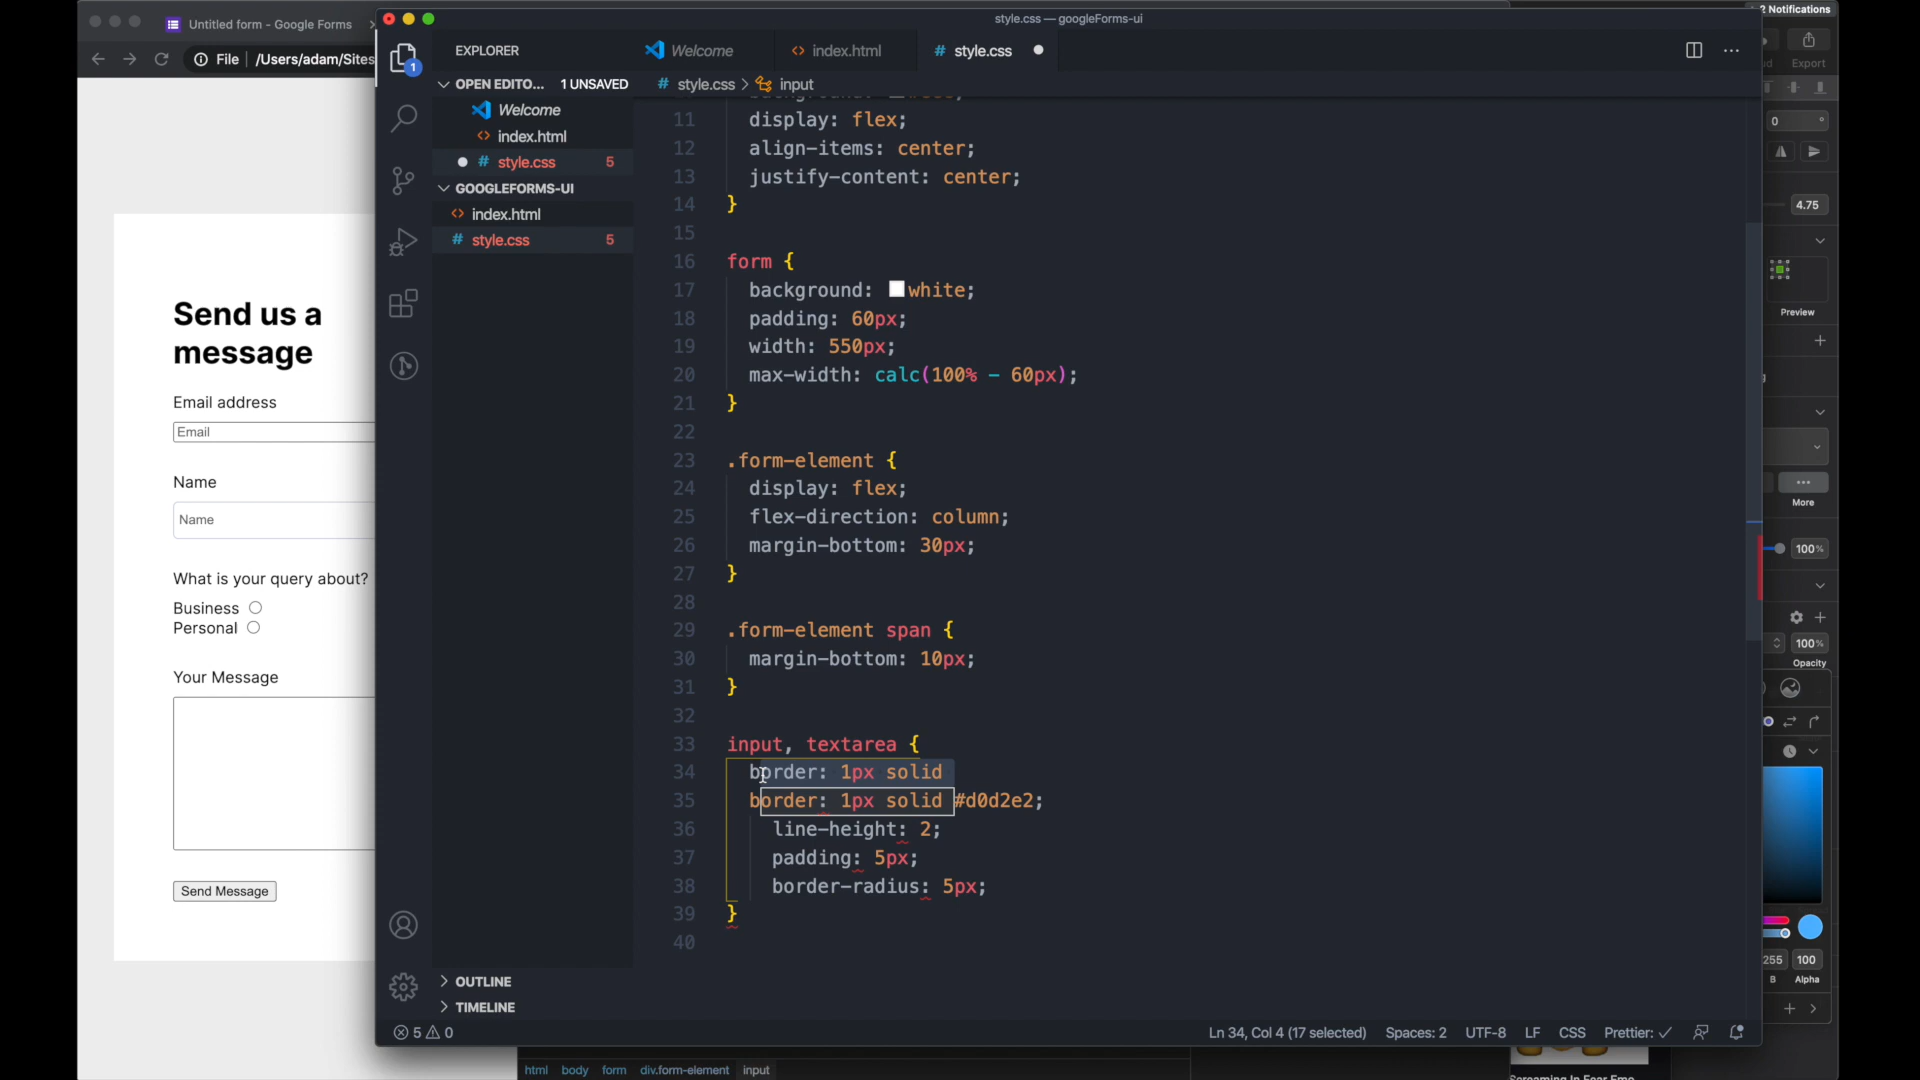 Untitled form - Google Forms
File /Users/adam/Sites
Send us a
message
Email address
Email
Name
Name
What is your query about?
Business
Personal
Your Message
Send Message
style.css — googleForms-ui
1
EXPLORER
OPEN EDITO... 1 UNSAVED
Welcome
<> index.html
# style.css 5
GOOGLEFORMS-UI
<> index.html
# style.css 5
OUTLINE
TIMELINE
Welcome
<> index.html
# style.css
# style.css > input
11 display: flex;
12 align-items: center;
13 justify-content: center;
14 }
15
16 form {
17 background: white;
18 padding: 60px;
19 width: 550px;
20 max-width: calc(100% - 60px);
21 }
22
23 .form-element {
24 display: flex;
25 flex-direction: column;
26 margin-bottom: 30px;
27 }
28
29 .form-element span {
30 margin-bottom: 10px;
31 }
32
33 input, textarea {
34 border: 1px solid
35 border: 1px solid #d0d2e2;
36 line-height: 2;
37 padding: 5px;
38 border-radius: 5px;
39 }
40
5 0
Ln 34, Col 4 (17 selected) Spaces: 2 UTF-8 LF CSS Prettier: ✓
html body form div.form-element input
2 Notifications
Export
0 °
4.75
Preview
More
100%
100%
Opacity
255 100
B Alpha